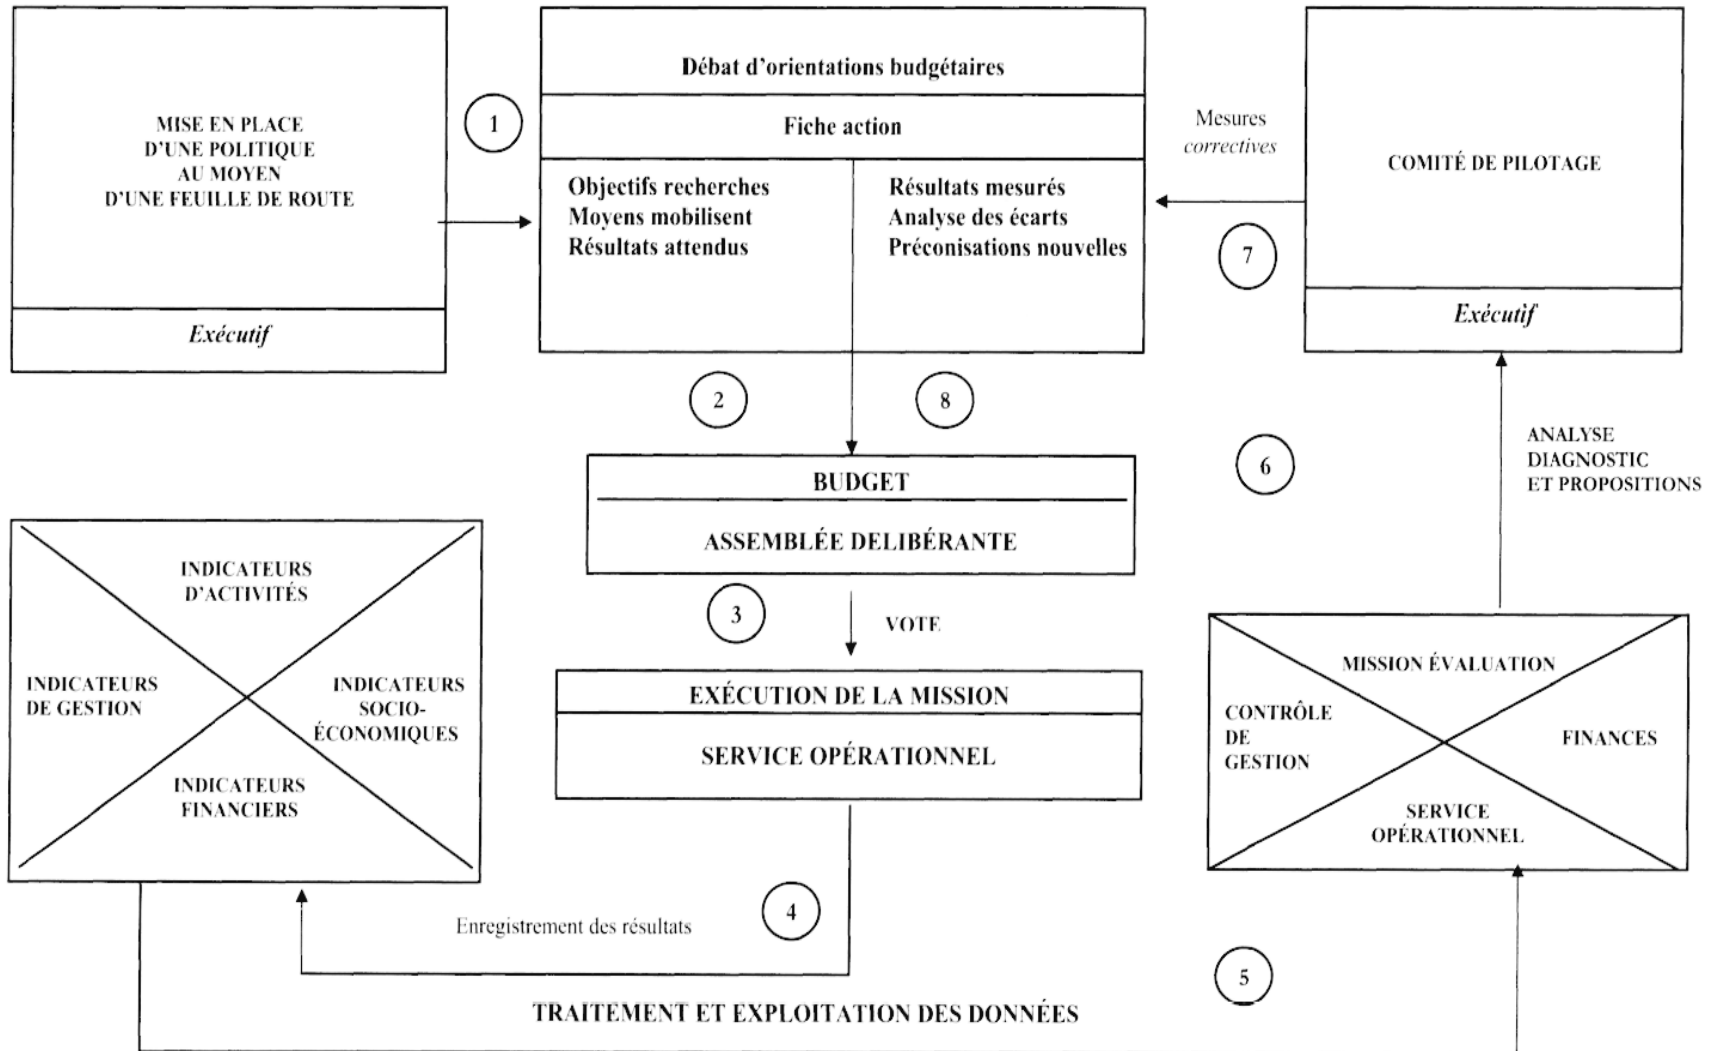 MISE EN PLACE
D'UNE POLITIQUE
AU MOYEN
D'UNE FEUILLE DE ROUTE
Exécutif
1
Débat d'orientations budgétaires
Fiche action
Objectifs recherches
Moyens mobilisent
Résultats attendus
Résultats mesurés
Analyse des écarts
Préconisations nouvelles
Mesures
correctives
7
COMITÉ DE PILOTAGE
Exécutif
2
8
BUDGET
ASSEMBLÉE DELIBÉRANTE
3
VOTE
EXÉCUTION DE LA MISSION
SERVICE OPÉRATIONNEL
INDICATEURS
D'ACTIVITÉS
INDICATEURS
DE GESTION
INDICATEURS
SOCIO-
ÉCONOMIQUES
INDICATEURS
FINANCIERS
4
Enregistrement des résultats
6
ANALYSE
DIAGNOSTIC
ET PROPOSITIONS
MISSION ÉVALUATION
CONTRÔLE
DE
GESTION
FINANCES
SERVICE
OPÉRATIONNEL
5
TRAITEMENT ET EXPLOITATION DES DONNÉES